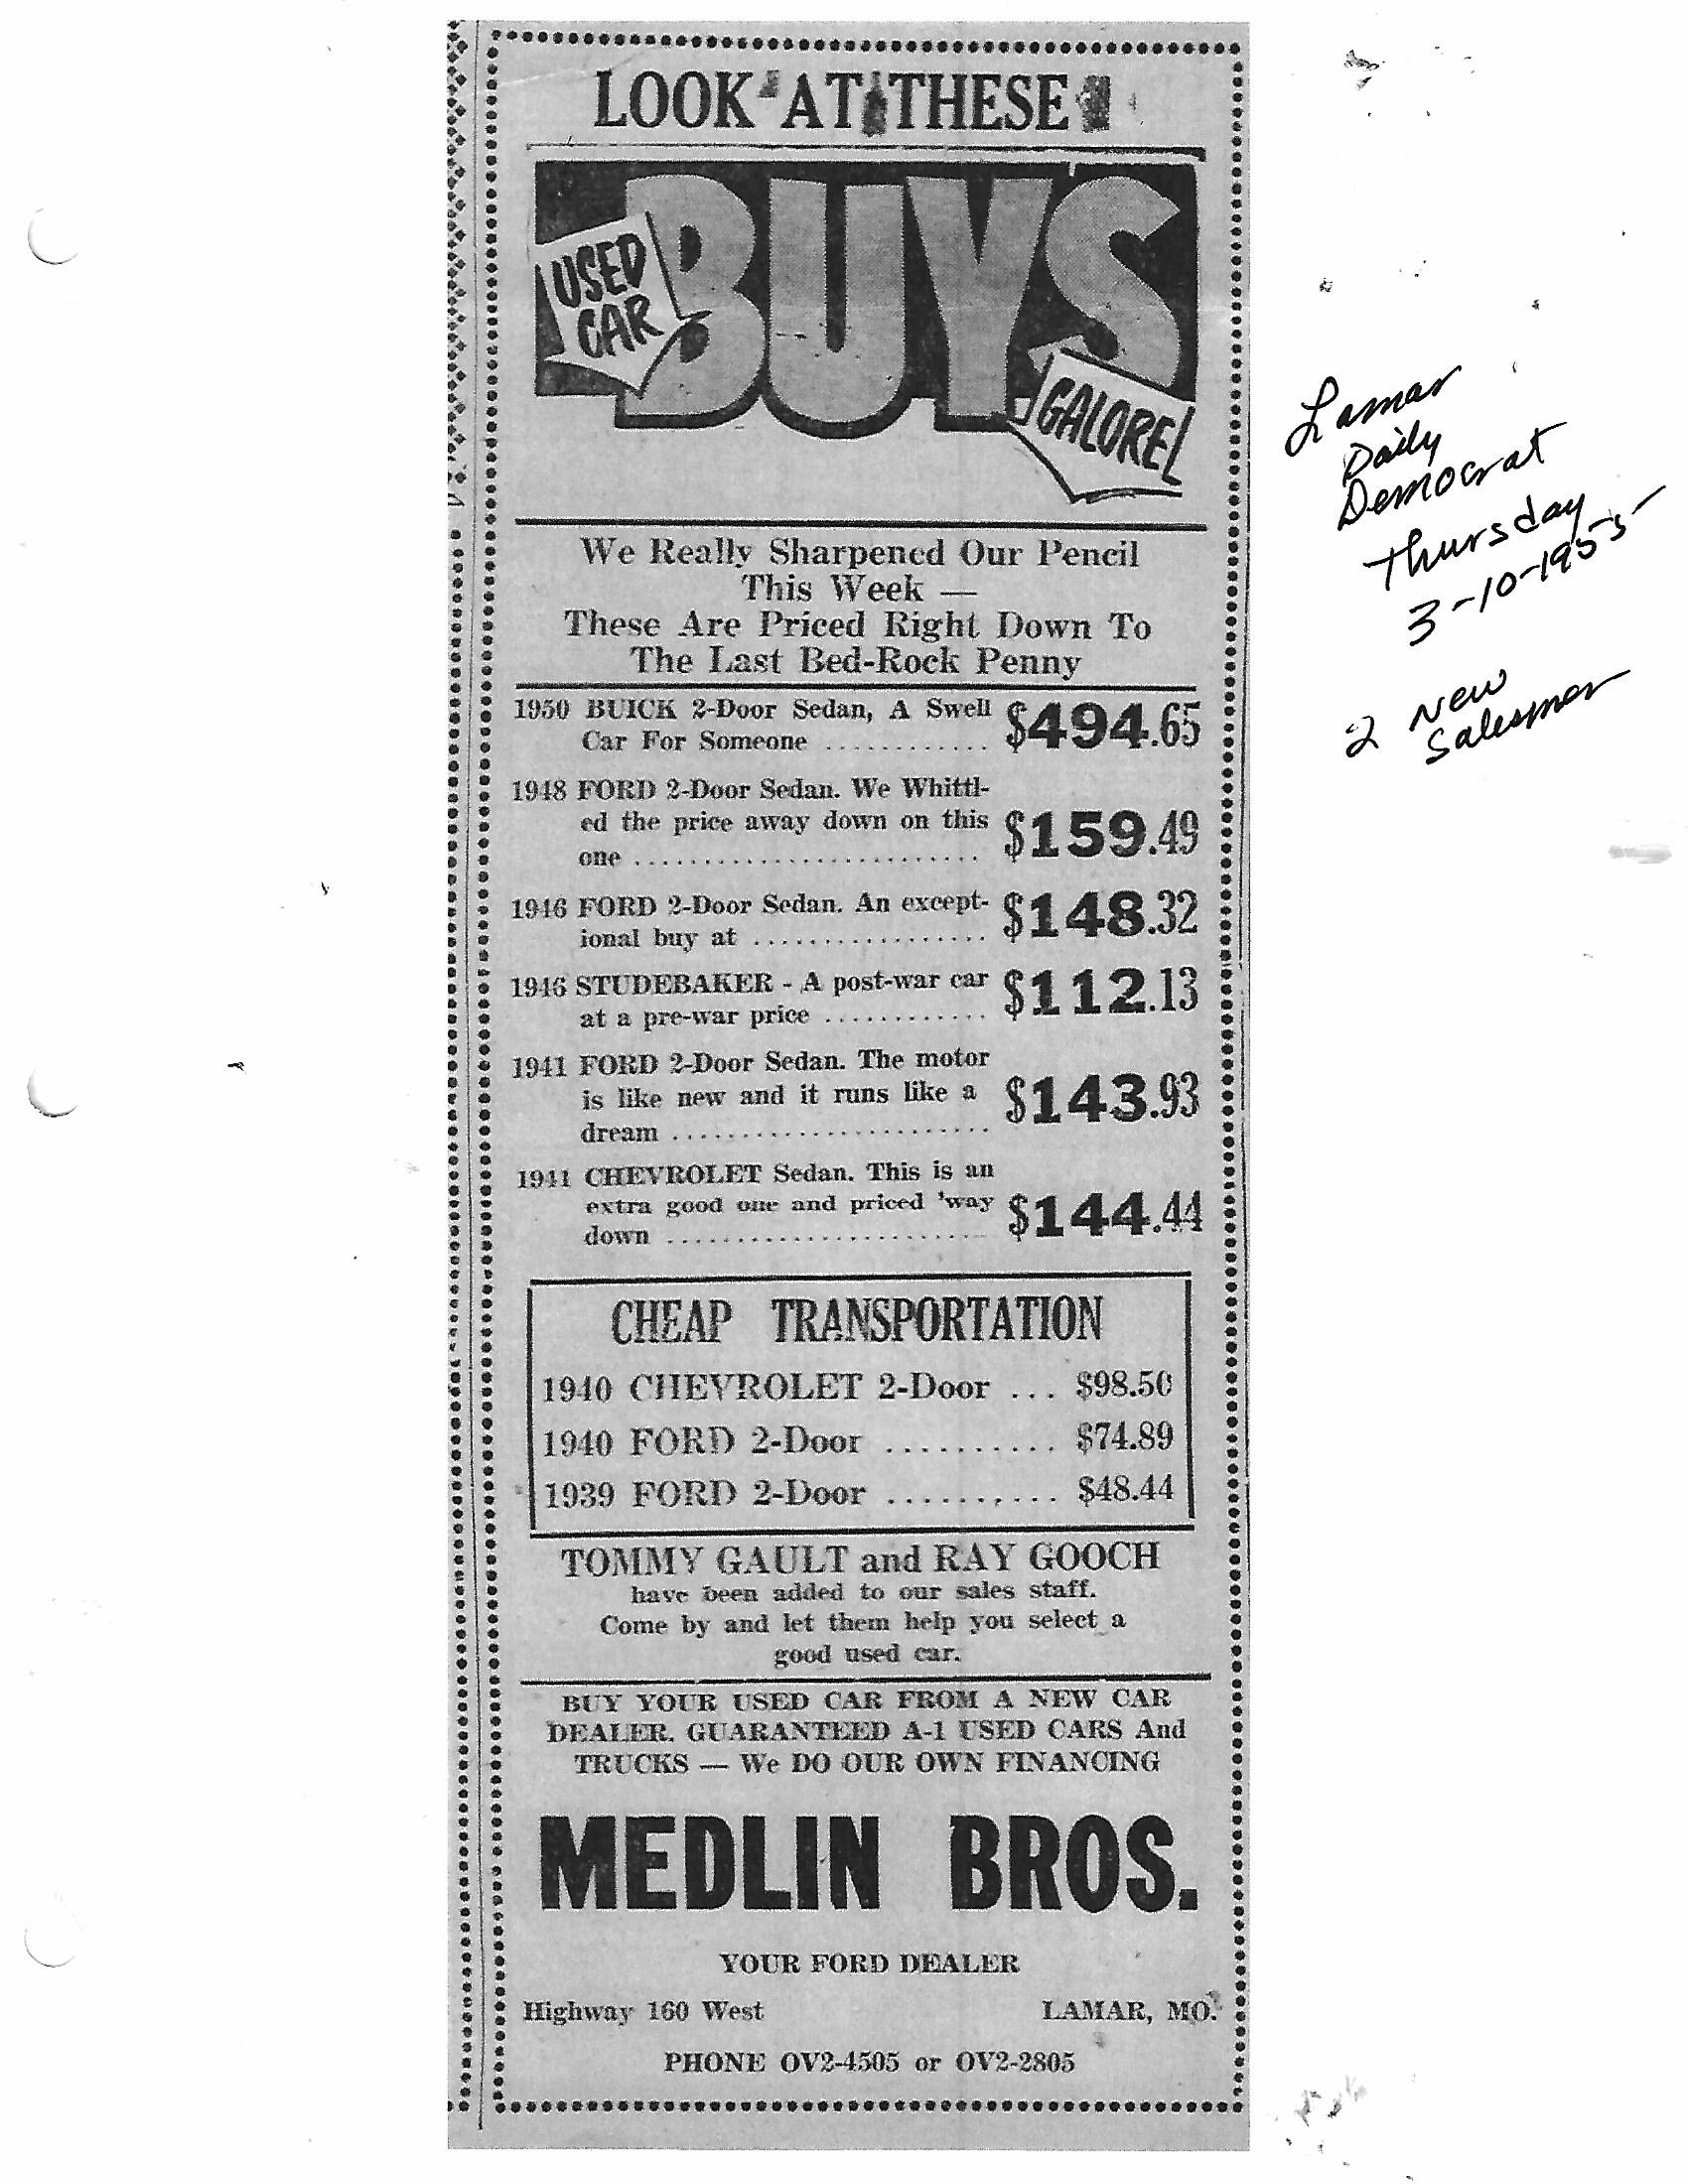 LOOK AT THESE
USED
CAR
BUYS
GALORE!
We Really Sharpened Our Pencil
This Week —
These Are Priced Right Down To
The Last Bed-Rock Penny
1950 BUICK 2-Door Sedan, A Swell
Car For Someone ............ $494.65
1948 FORD 2-Door Sedan. We Whittl-
ed the price away down on this
one ......................... $159.49
1946 FORD 2-Door Sedan. An except-
ional buy at ................. $148.32
1946 STUDEBAKER - A post-war car
at a pre-war price ............ $112.13
1941 FORD 2-Door Sedan. The motor
is like new and it runs like a
dream ....................... $143.93
1941 CHEVROLET Sedan. This is an
extra good one and priced 'way
down ....................... $144.44
CHEAP TRANSPORTATION
1940 CHEVROLET 2-Door ... $98.50
1940 FORD 2-Door .......... $74.89
1939 FORD 2-Door .......... $48.44
TOMMY GAULT and RAY GOOCH
have been added to our sales staff.
Come by and let them help you select a
good used car.
BUY YOUR USED CAR FROM A NEW CAR
DEALER. GUARANTEED A-1 USED CARS And
TRUCKS — We DO OUR OWN FINANCING
MEDLIN BROS.
YOUR FORD DEALER
Highway 160 West LAMAR, MO.
PHONE OV2-4505 or OV2-2805
Lamar
Daily
Democrat
Thursday
3-10-1955
2 New
Salesmen